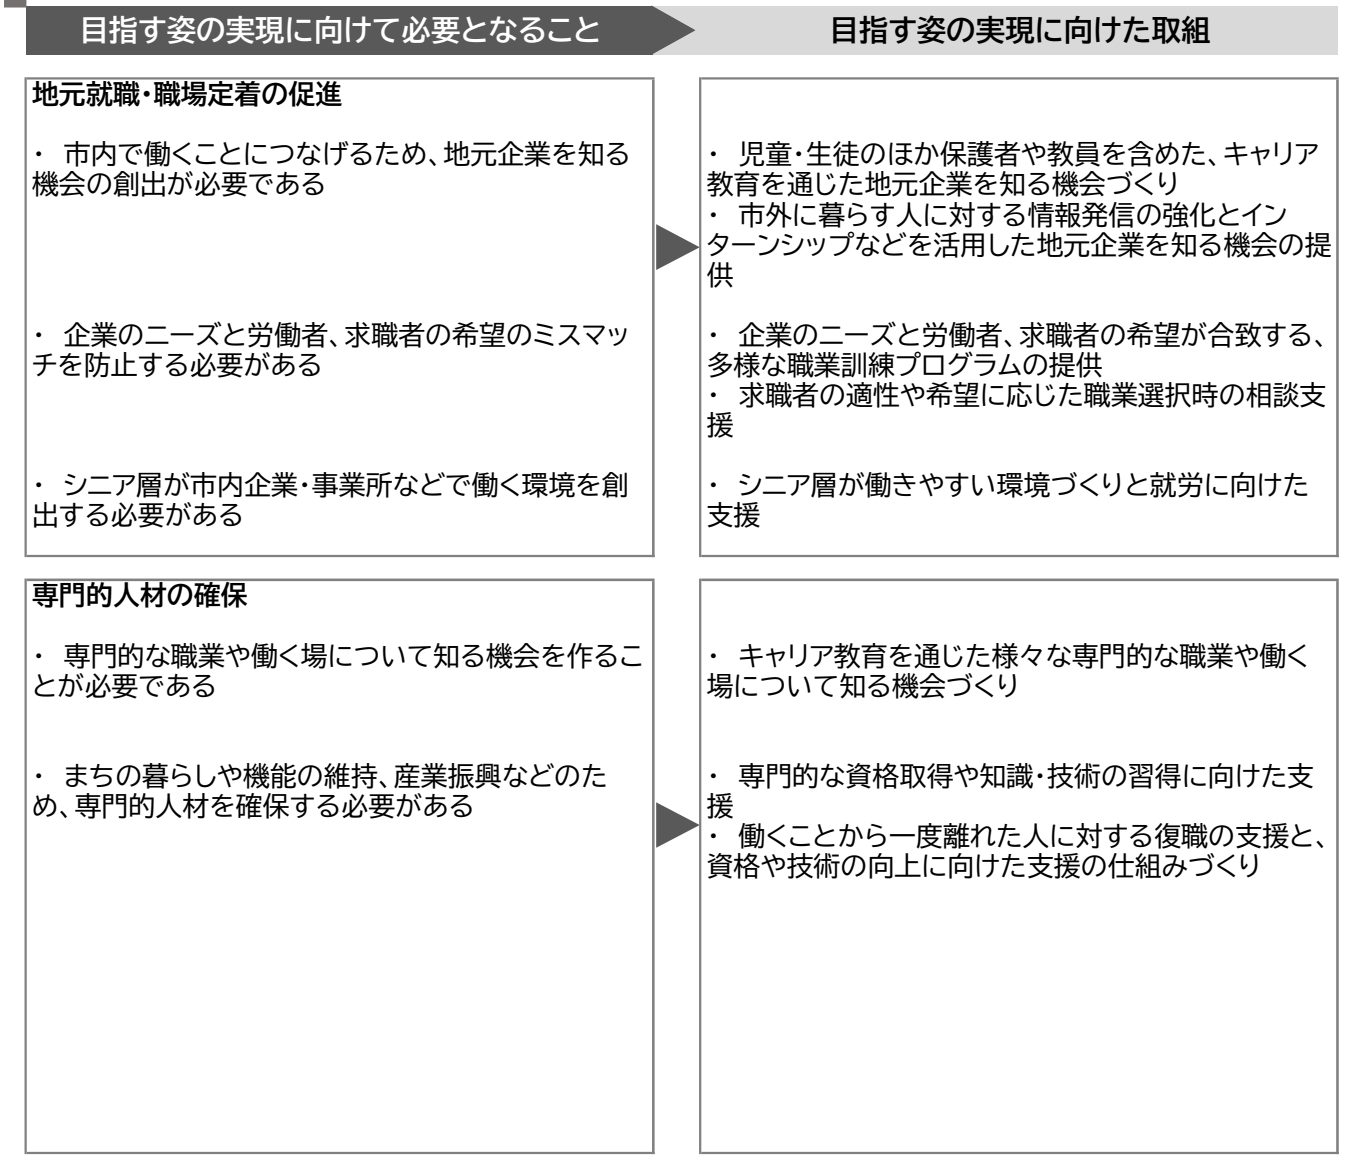 目指す姿の実現に向けて必要となること
目指す姿の実現に向けた取組
地元就職・職場定着の促進
・ 市内で働くことにつなげるため、地元企業を知る
機会の創出が必要である
・ 企業のニーズと労働者、求職者の希望のミスマッ
チを防止する必要がある
・ シニア層が市内企業・事業所などで働く環境を創
出する必要がある
・ 児童・生徒のほか保護者や教員を含めた、キャリア
教育を通じた地元企業を知る機会づくり
・ 市外に暮らす人に対する情報発信の強化とイン
ターンシップなどを活用した地元企業を知る機会の提
供
・ 企業のニーズと労働者、求職者の希望が合致する、
多様な職業訓練プログラムの提供
・ 求職者の適性や希望に応じた職業選択時の相談支
援
・ シニア層が働きやすい環境づくりと就労に向けた
支援
専門的人材の確保
・ 専門的な職業や働く場について知る機会を作るこ
とが必要である
・ まちの暮らしや機能の維持、産業振興などのた
め、専門的人材を確保する必要がある
・ キャリア教育を通じた様々な専門的な職業や働く
場について知る機会づくり
・ 専門的な資格取得や知識・技術の習得に向けた支
援
・ 働くことから一度離れた人に対する復職の支援と、
資格や技術の向上に向けた支援の仕組みづくり